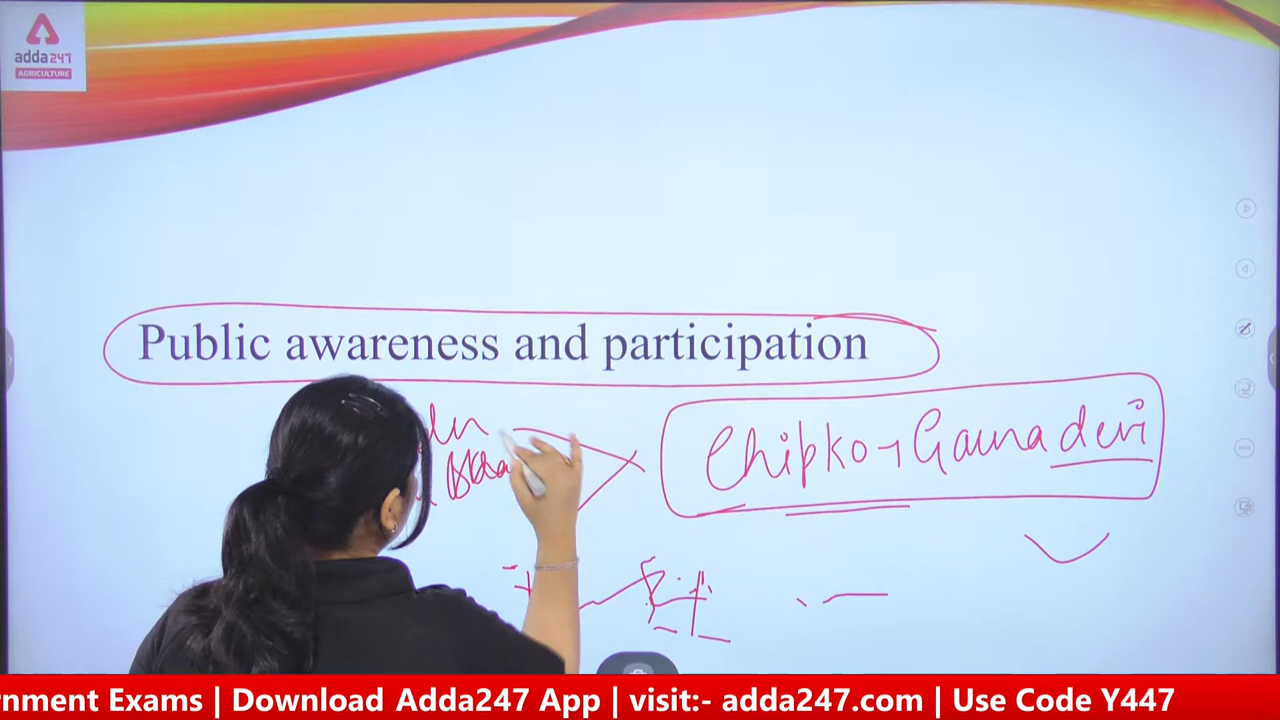 adda247
AGRICULTURE
Public awareness and participation
Chipko → Gaura devi
rnment Exams | Download Adda247 App | visit:- adda247.com | Use Code Y447